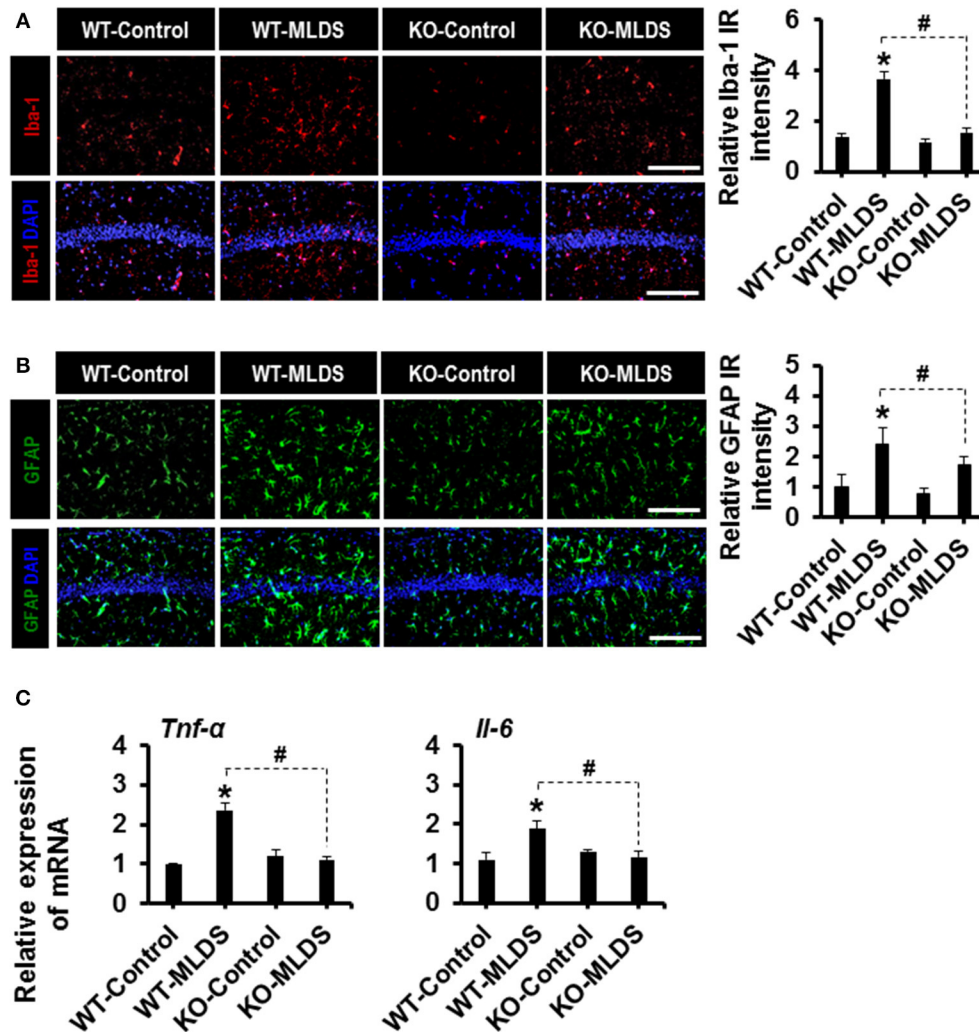 A
WT-Control WT-MLDS KO-Control KO-MLDS
Iba-1
Iba-1 DAPI
Relative Iba-1 IR
intensity
6
4
2
0
*
#
WT-Control
WT-MLDS
KO-Control
KO-MLDS
B
WT-Control WT-MLDS KO-Control KO-MLDS
GFAP
GFAP DAPI
Relative GFAP IR
intensity
5
4
3
2
1
0
*
#
WT-Control
WT-MLDS
KO-Control
KO-MLDS
C
Relative expression
of mRNA
Tnf-α
4
3
2
1
0
*
#
WT-Control
WT-MLDS
KO-Control
KO-MLDS
Il-6
4
3
2
1
0
*
#
WT-Control
WT-MLDS
KO-Control
KO-MLDS